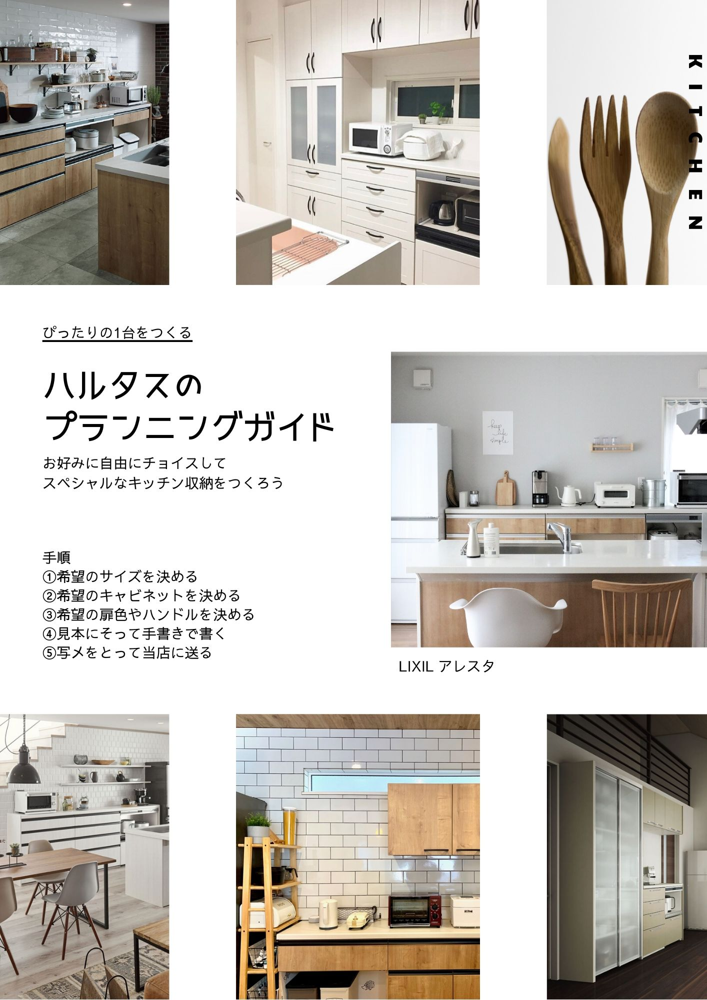 KITCHEN
ぴったりの1台をつくる
ハルタスの
プランニングガイド
お好みに自由にチョイスして
スペシャルなキッチン収納をつくろう
手順
①希望のサイズを決める
②希望のキャビネットを決める
③希望の扉色やハンドルを決める
④見本にそって手書きで書く
⑤写メをとって当店に送る
keep
life
simple
LIXIL アレスタ